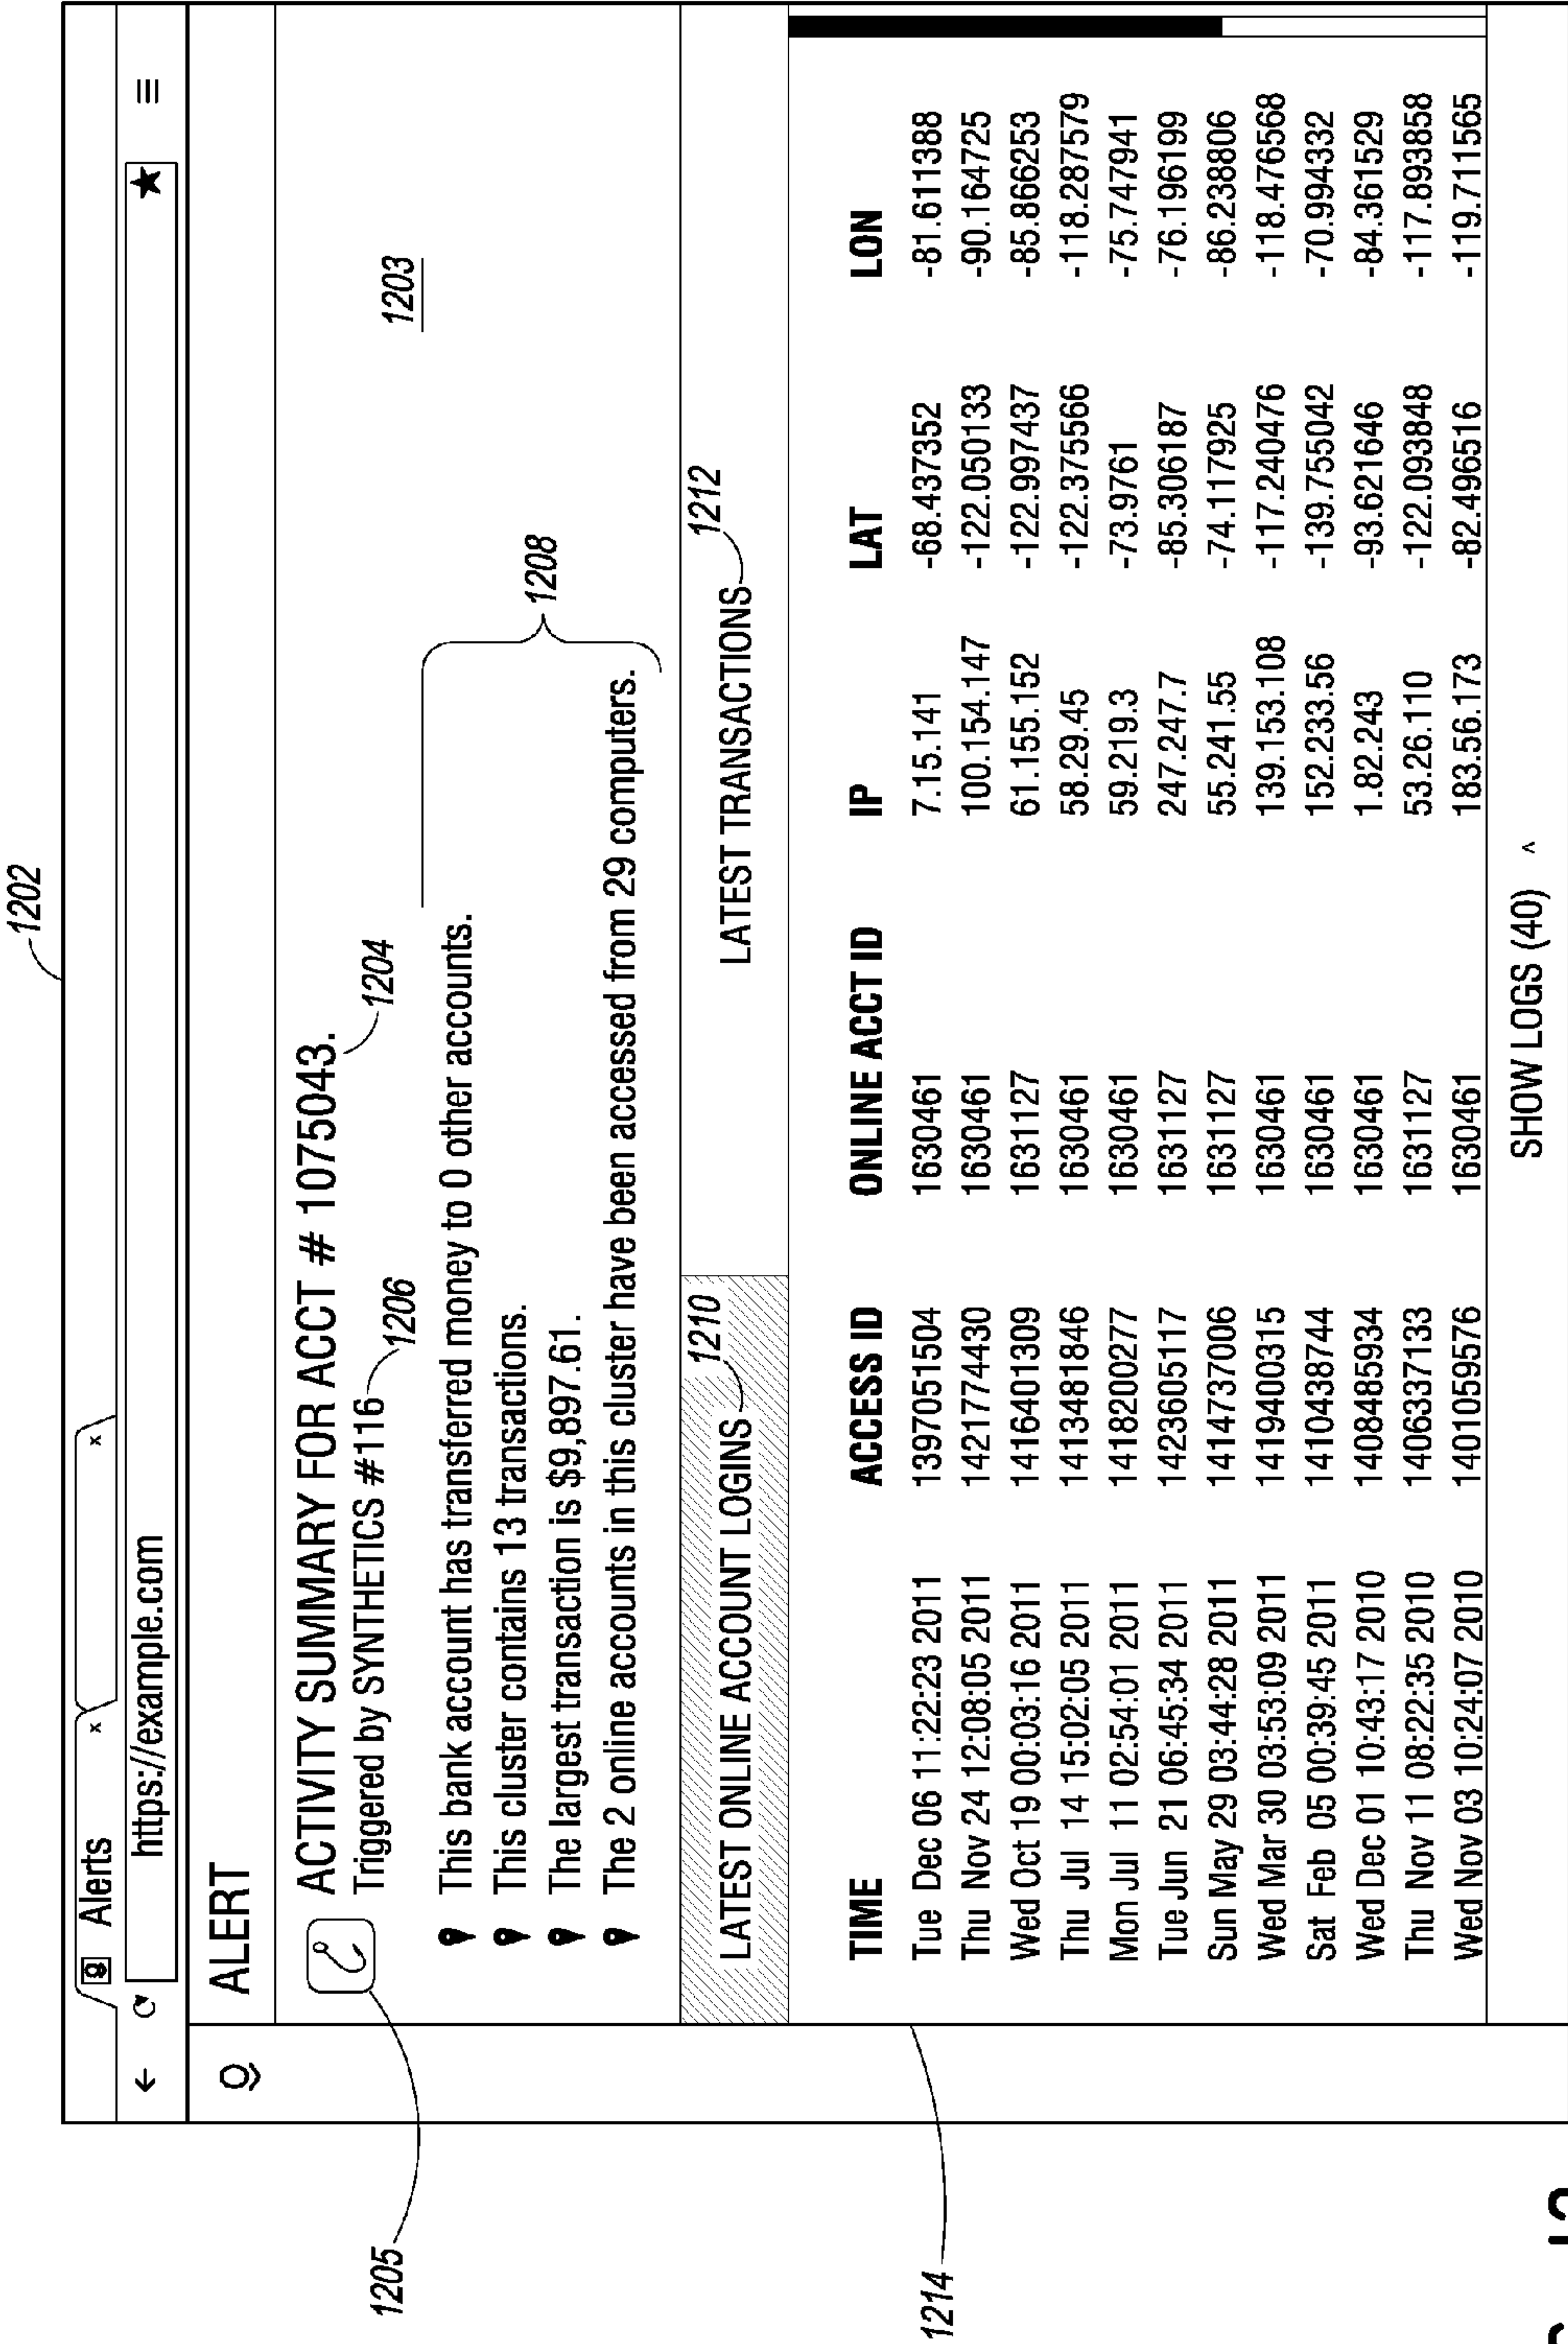 1202
Alerts x x
https://example.com
ALERT
1205
ACTIVITY SUMMARY FOR ACCT # 1075043.
1204
Triggered by SYNTHETICS #116
1206
1203
This bank account has transferred money to 0 other accounts.
This cluster contains 13 transactions.
The largest transaction is $9,897.61.
The 2 online accounts in this cluster have been accessed from 29 computers.
1208
LATEST ONLINE ACCOUNT LOGINS 1210 LATEST TRANSACTIONS 1212
1214
TIME ACCESS ID ONLINE ACCT ID IP LAT LON
Tue Dec 06 11:22:23 2011 1397051504 1630461 7.15.141 -68.437352 -81.611388
Thu Nov 24 12:08:05 2011 1421774430 1630461 100.154.147 -122.050133 -90.164725
Wed Oct 19 00:03:16 2011 1416401309 1631127 61.155.152 -122.997437 -85.866253
Thu Jul 14 15:02:05 2011 1413481846 1630461 58.29.45 -122.375566 -118.287579
Mon Jul 11 02:54:01 2011 1418200277 1630461 59.219.3 -73.9761 -75.747941
Tue Jun 21 06:45:34 2011 1423605117 1631127 247.247.7 -85.306187 -76.196199
Sun May 29 03:44:28 2011 1414737006 1631127 55.241.55 -74.117925 -86.238806
Wed Mar 30 03:53:09 2011 1419400315 1630461 139.153.108 -117.240476 -118.476568
Sat Feb 05 00:39:45 2011 1410438744 1630461 152.233.56 -139.755042 -70.994332
Wed Dec 01 10:43:17 2010 1408485934 1630461 1.82.243 -93.621646 -84.361529
Thu Nov 11 08:22:35 2010 1406337133 1631127 53.26.110 -122.093848 -117.893858
Wed Nov 03 10:24:07 2010 1401059576 1630461 183.56.173 -82.496516 -119.711565
SHOW LOGS (40) ^